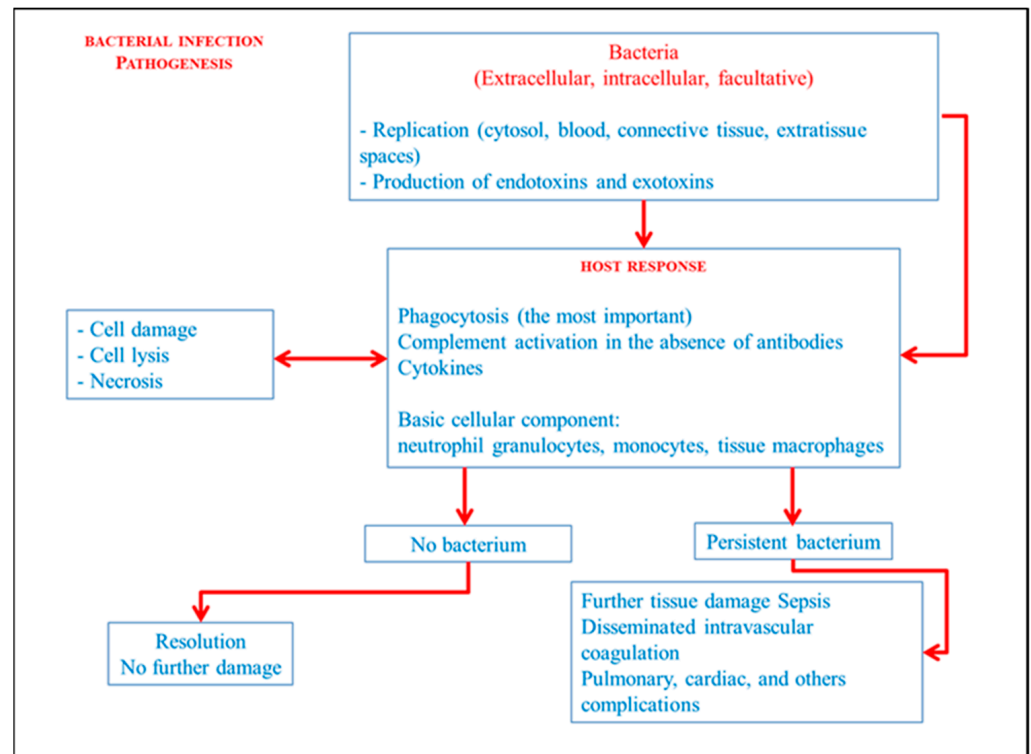 BACTERIAL INFECTION
PATHOGENESIS
Bacteria
(Extracellular, intracellular, facultative)
- Replication (cytosol, blood, connective tissue, extratissue
spaces)
- Production of endotoxins and exotoxins
HOST RESPONSE
Phagocytosis (the most important)
Complement activation in the absence of antibodies
Cytokines
Basic cellular component:
neutrophil granulocytes, monocytes, tissue macrophages
- Cell damage
- Cell lysis
- Necrosis
No bacterium
Persistent bacterium
Resolution
No further damage
Further tissue damage Sepsis
Disseminated intravascular
coagulation
Pulmonary, cardiac, and others
complications